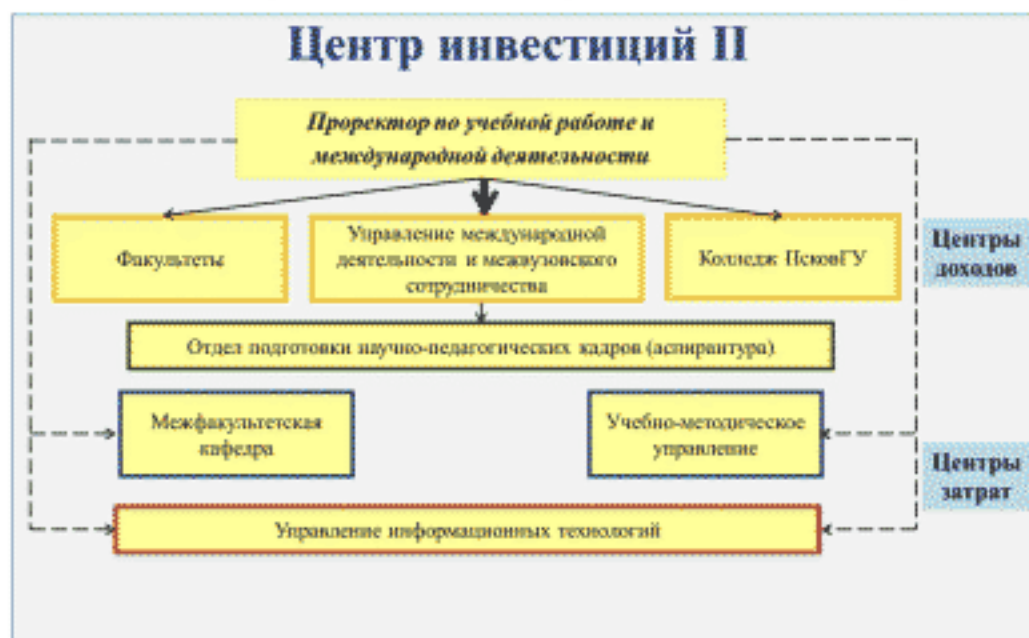 Центр инвестиций II
Проректор по учебной работе и
международной деятельности
Факультеты
Управление международной
деятельности и межвузовского
сотрудничества
Колледж ПсковГУ
Центры
доходов
Отдел подготовки научно-педагогических кадров (аспирантура)
Межфакультетская
кафедра
Учебно-методическое
управление
Центры
затрат
Управление информационных технологий